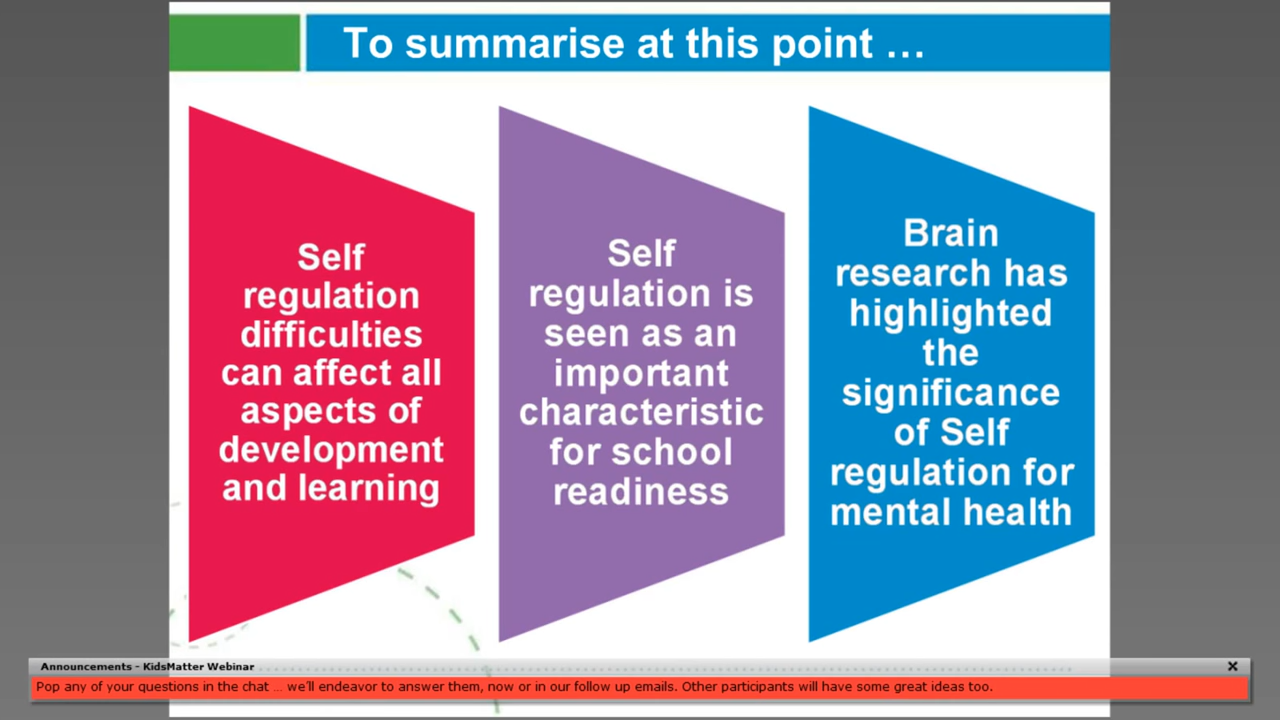 To summarise at this point ...
Self
regulation
difficulties
can affect all
aspects of
development
and learning
Self
regulation is
seen as an
important
characteristic
for school
readiness
Brain
research has
highlighted
the
significance
of Self
regulation for
mental health
Announcements - KidsMatter Webinar
Pop any of your questions in the chat ... we'll endeavor to answer them, now or in our follow up emails. Other participants will have some great ideas too.